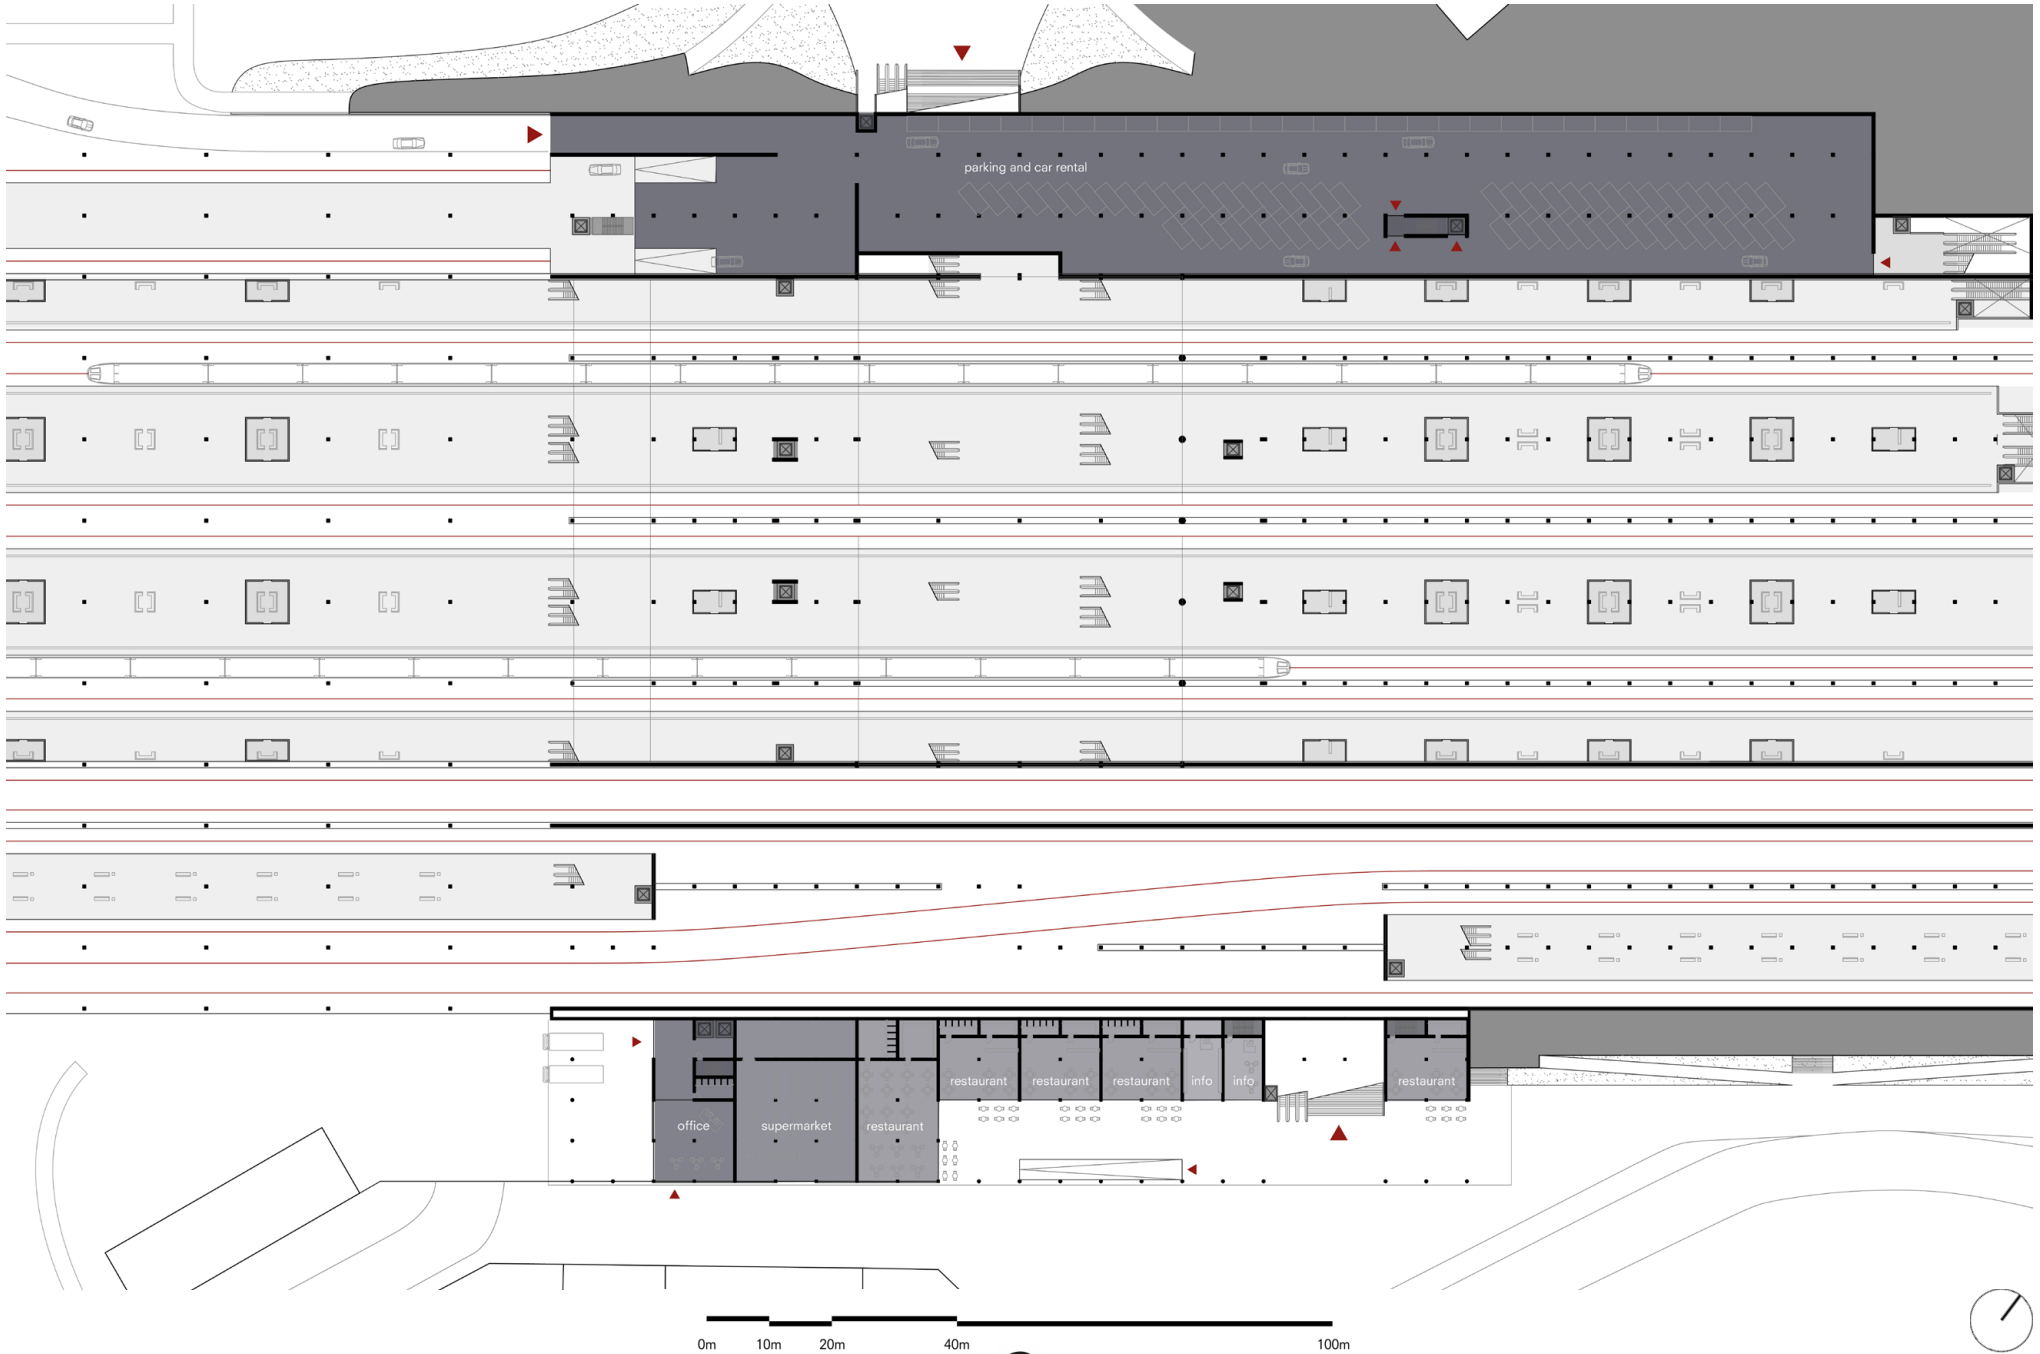 parking and car rental
restaurant
restaurant
restaurant
info
info
restaurant
office
supermarket
restaurant
0m
10m
20m
40m
100m